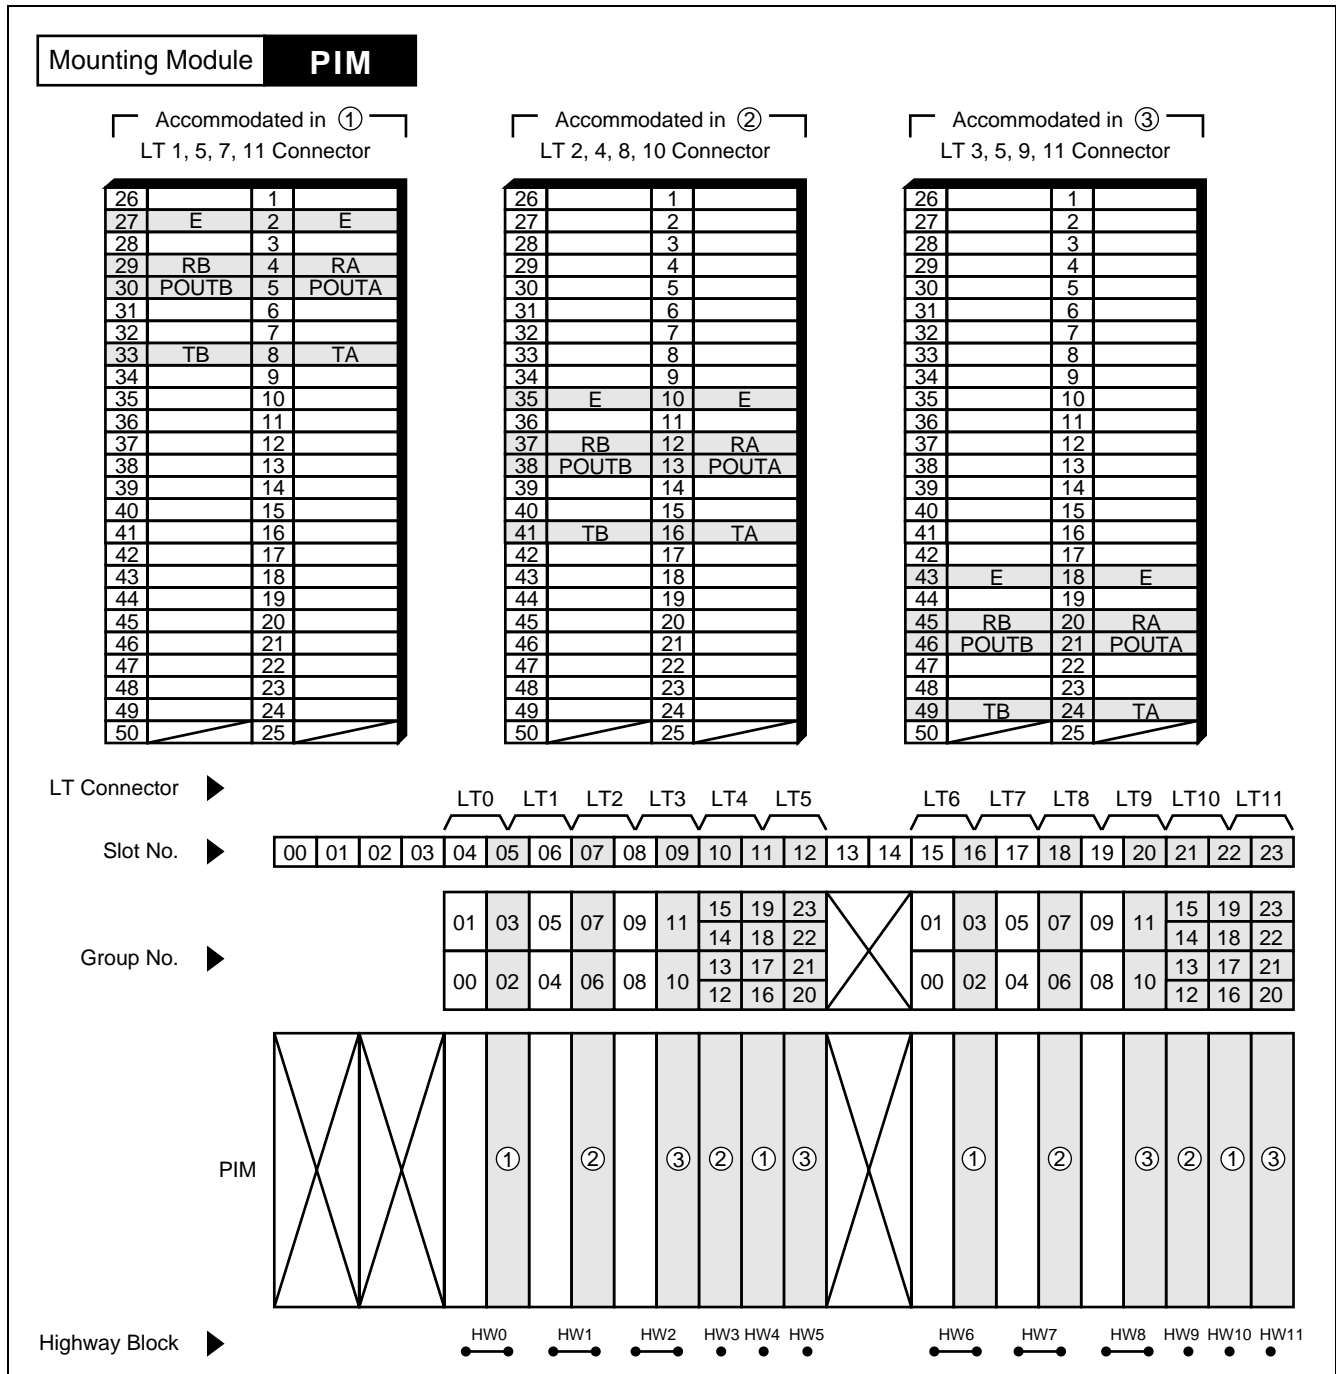 Mounting Module PIM
Accommodated in ① Accommodated in ② Accommodated in ③
LT 1, 5, 7, 11 Connector LT 2, 4, 8, 10 Connector LT 3, 5, 9, 11 Connector
26 1 26 1 26 1
27 E 2 E 27 2 27 2
28 3 28 3 28 3
29 RB 4 RA 29 4 29 4
30 POUTB 5 POUTA 30 5 30 5
31 6 31 6 31 6
32 7 32 7 32 7
33 TB 8 TA 33 8 33 8
34 9 34 9 34 9
35 10 35 E 10 E 35 10
36 11 36 11 36 11
37 12 37 RB 12 RA 37 12
38 13 38 POUTB 13 POUTA 38 13
39 14 39 14 39 14
40 15 40 15 40 15
41 16 41 TB 16 TA 41 16
42 17 42 17 42 17
43 18 43 18 43 E 18 E
44 19 44 19 44 19
45 20 45 20 45 RB 20 RA
46 21 46 21 46 POUTB 21 POUTA
47 22 47 22 47 22
48 23 48 23 48 23
49 24 49 24 49 TB 24 TA
50 25 50 25 50 25
LT Connector LT0 LT1 LT2 LT3 LT4 LT5 LT6 LT7 LT8 LT9 LT10 LT11
Slot No. 00 01 02 03 04 05 06 07 08 09 10 11 12 13 14 15 16 17 18 19 20 21 22 23
Group No.
01 03 05 07 09 11 15 19 23 01 03 05 07 09 11 15 19 23
14 18 22 14 18 22
00 02 04 06 08 10 13 17 21 00 02 04 06 08 10 13 17 21
12 16 20 12 16 20
PIM ① ② ③ ② ① ③ ① ② ③ ② ① ③
Highway Block HW0 HW1 HW2 HW3 HW4 HW5 HW6 HW7 HW8 HW9 HW10 HW11